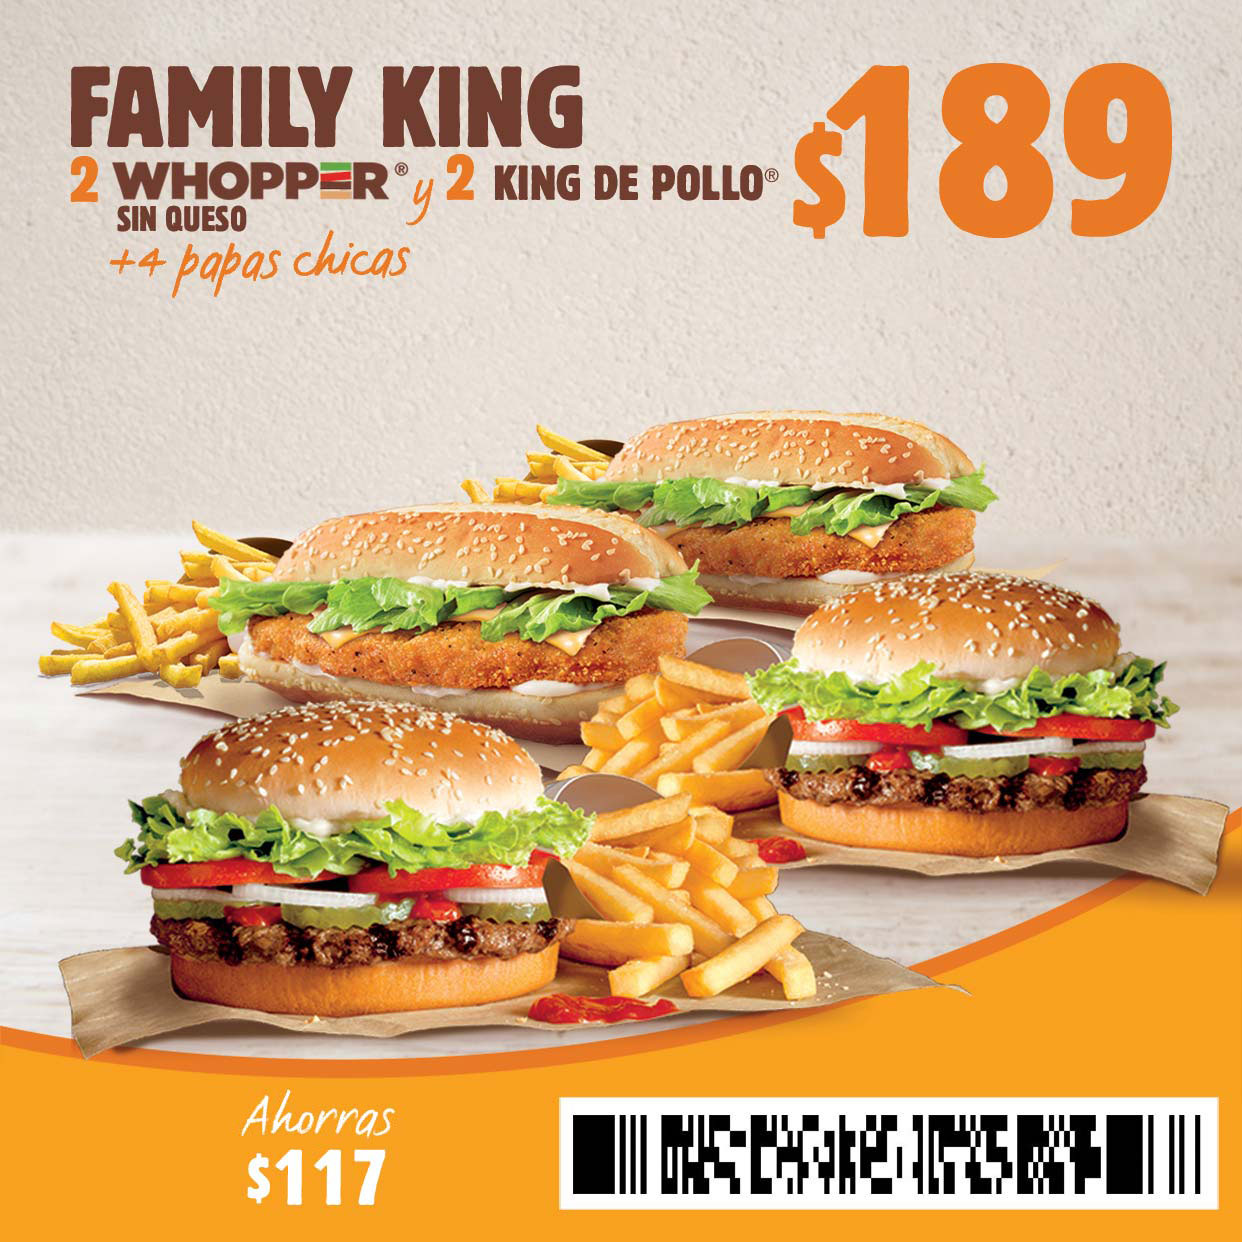 FAMILY KING
$189
2 WHOPPER® y 2 KING DE POLLO®
SIN QUESO
+4 papas chicas
Ahorras
$117